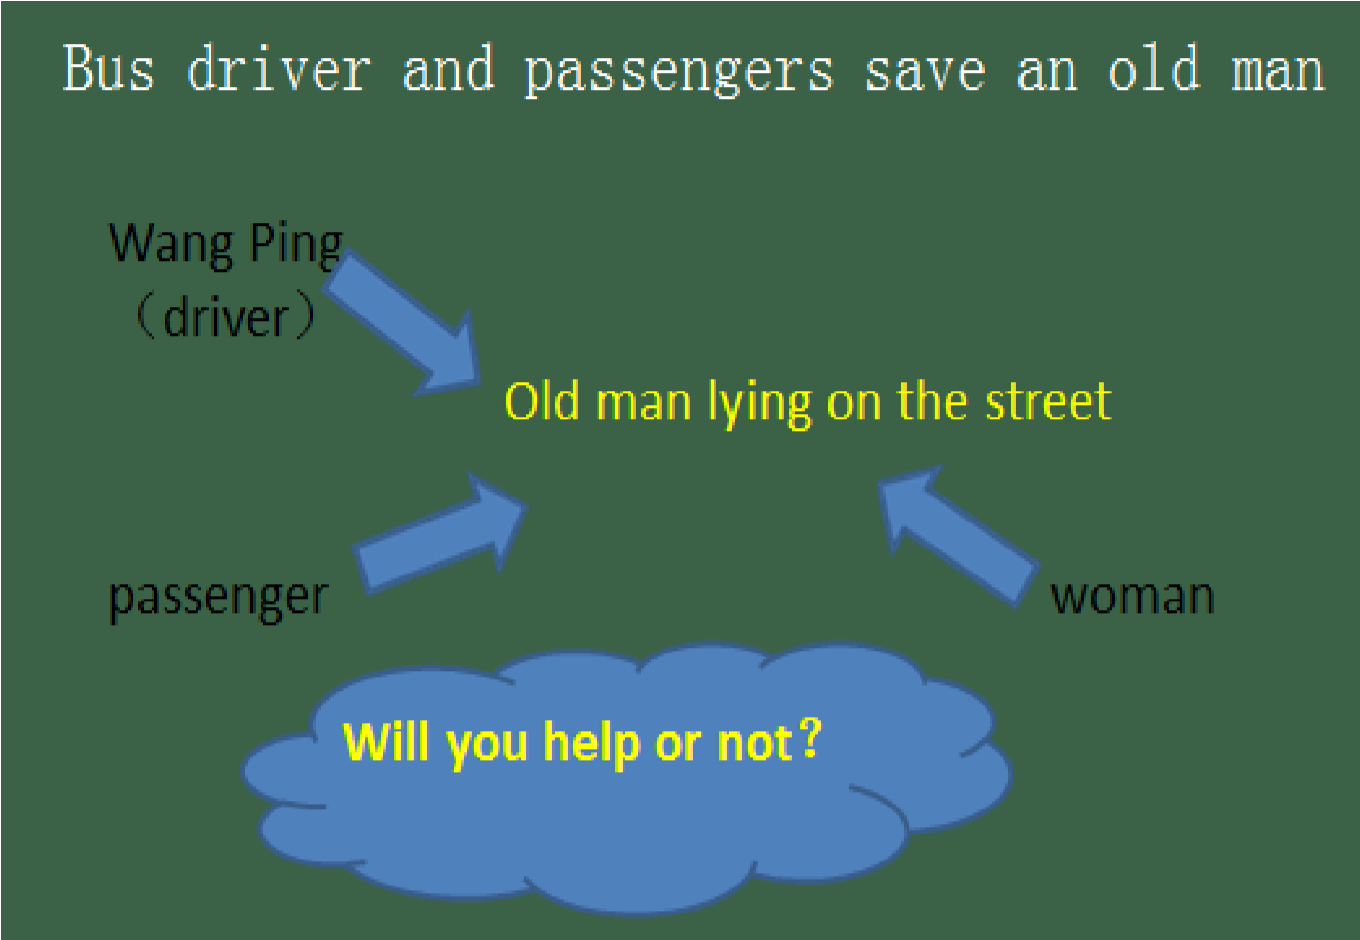 Bus driver and passengers save an old man
Wang Ping
（driver）
Old man lying on the street
passenger
woman
Will you help or not？